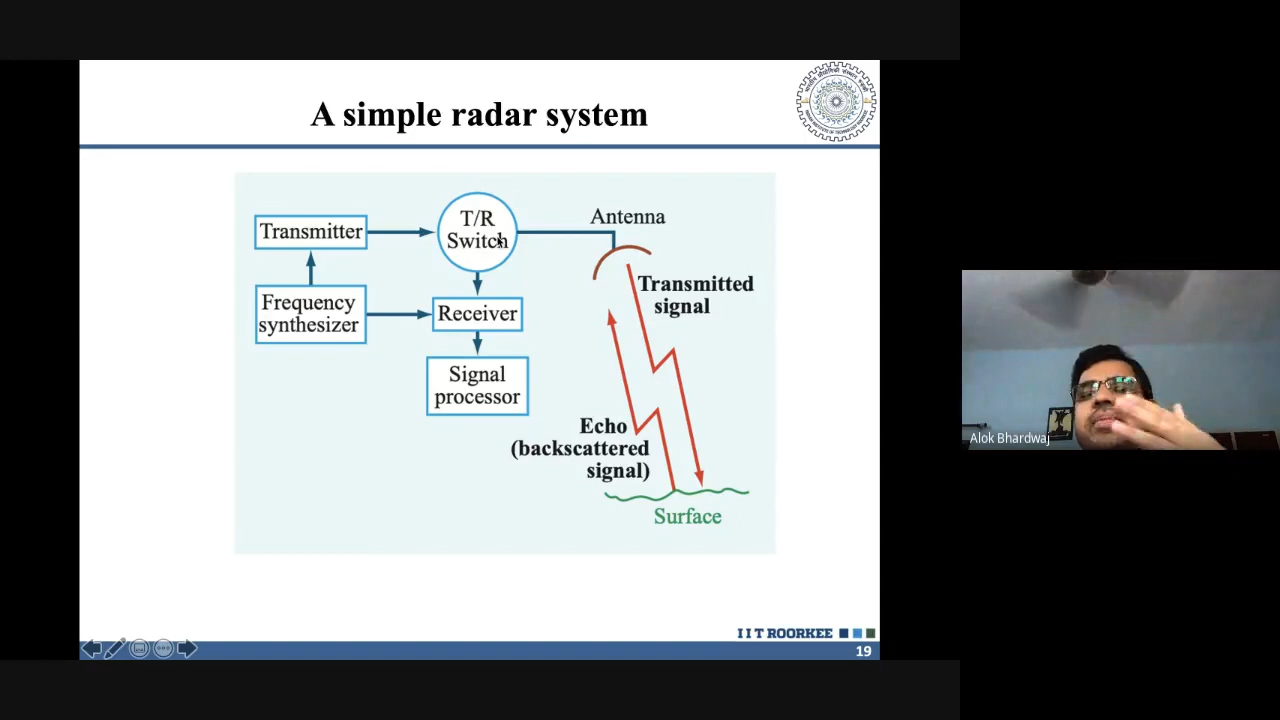 A simple radar system
Transmitter
T/R
Switch
Antenna
Frequency
synthesizer
Receiver
Transmitted
signal
Signal
processor
Echo
(backscattered
signal)
Surface
IIT ROORKEE
19
Alok Bhardwaj